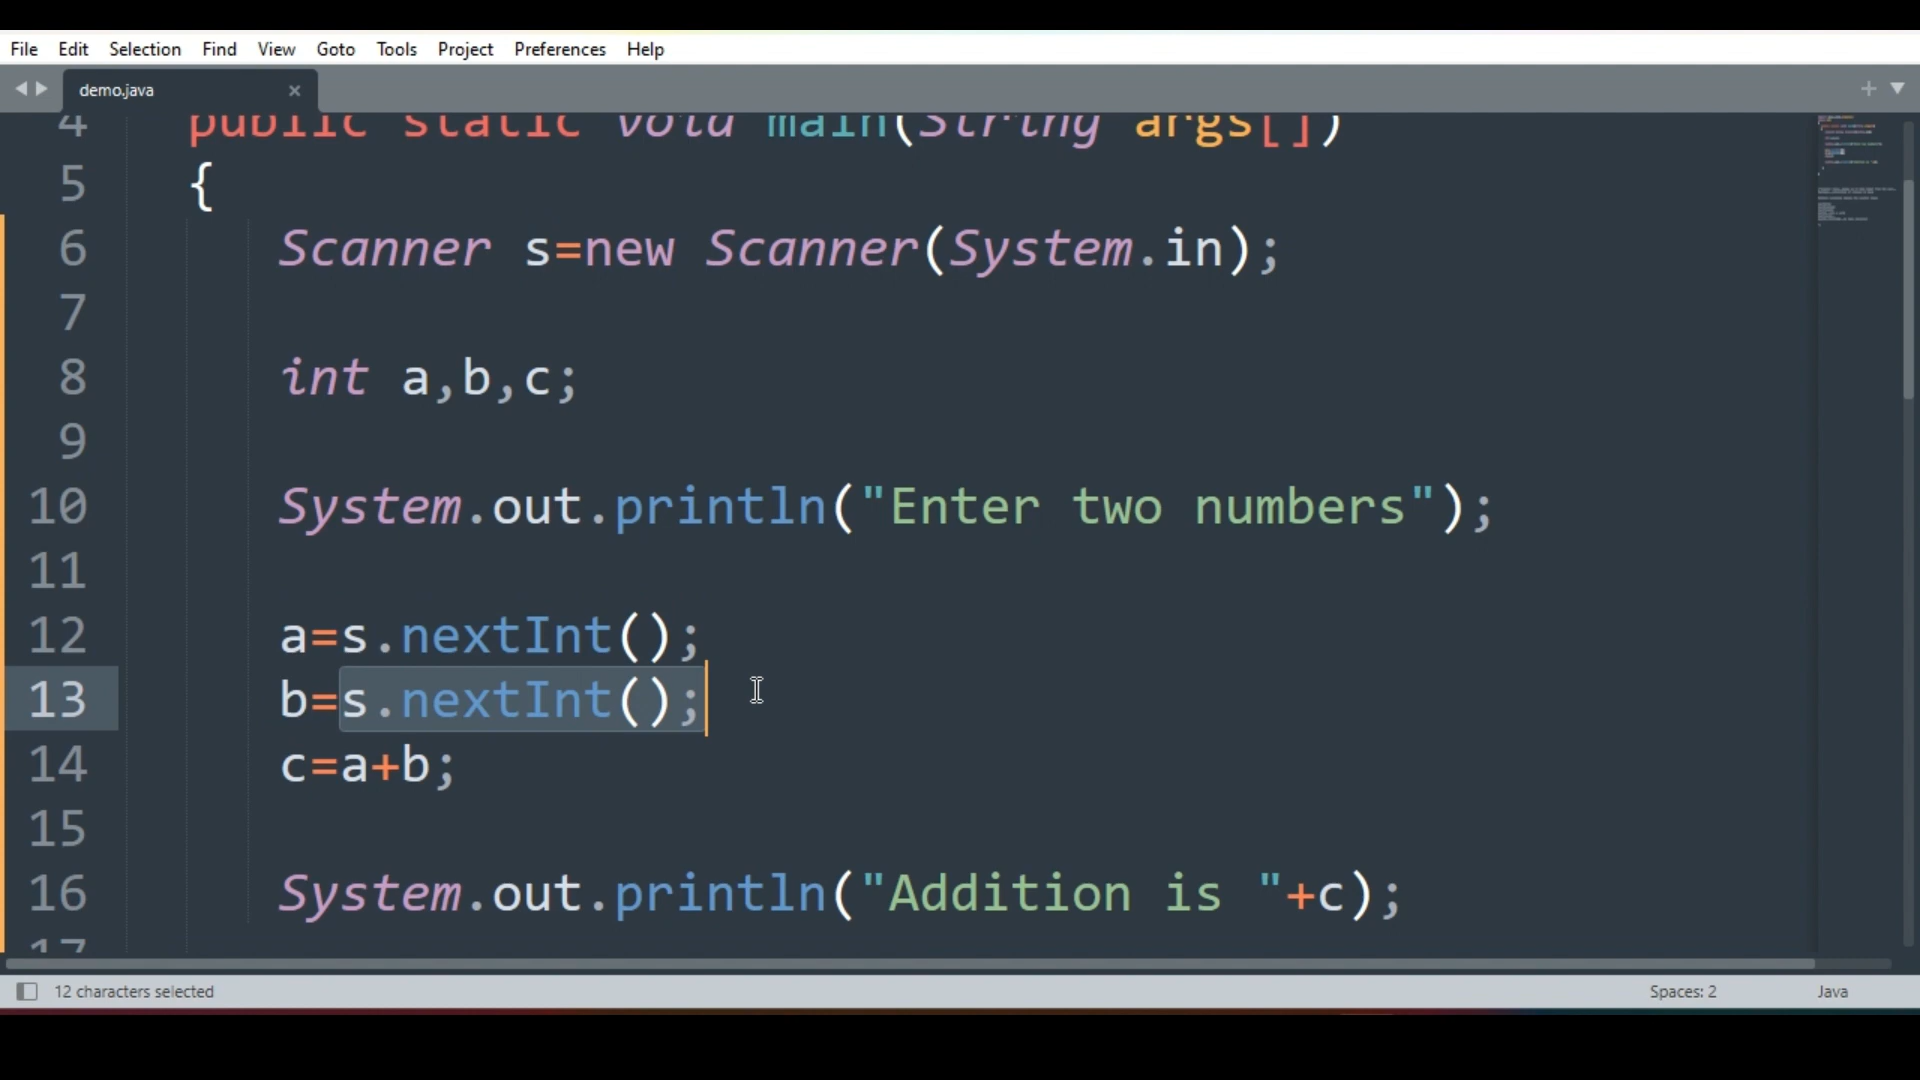 File Edit Selection Find View Goto Tools Project Preferences Help
demo.java
4 public static void main(String args[])
5 {
6 Scanner s=new Scanner(System.in);
7
8 int a,b,c;
9
10 System.out.println("Enter two numbers");
11
12 a=s.nextInt();
13 b=s.nextInt();
14 c=a+b;
15
16 System.out.println("Addition is "+c);
17
12 characters selected Spaces: 2 Java